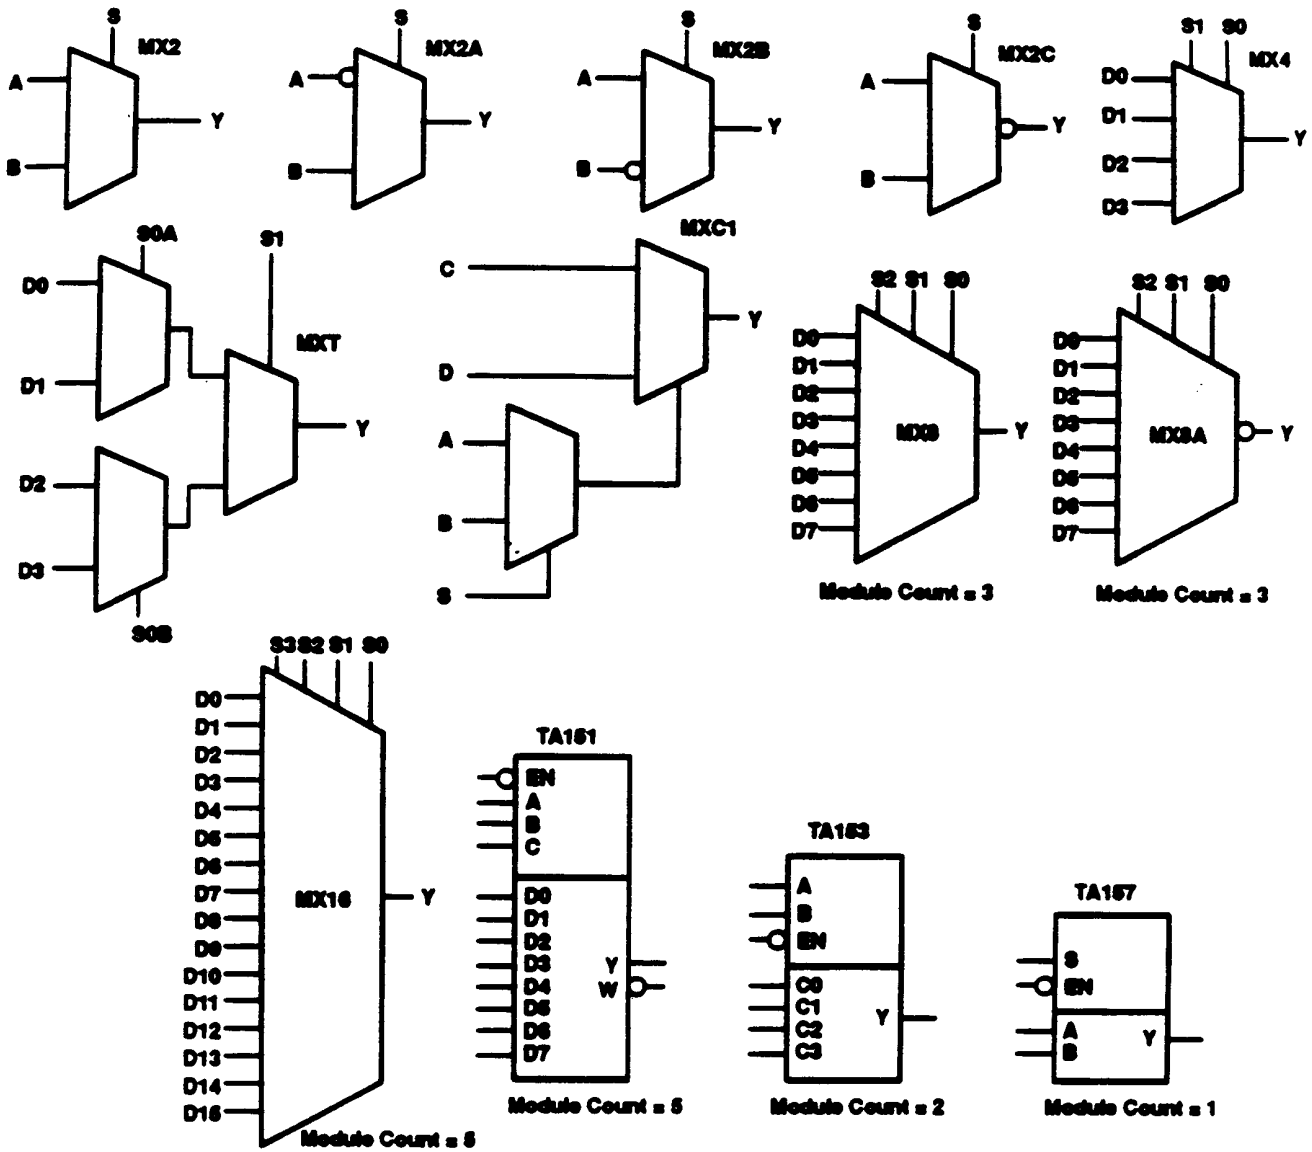 S
MX2
A
B
Y
S
MX2A
A
B
Y
S
MX2B
A
B
Y
S
MX2C
A
B
Y
S1 S0
MX4
D0
D1
D2
D3
Y
S0A
S1
D0
D1
MXT
Y
D2
D3
S0B
MXC1
C
D
Y
A
B
S
S2 S1 S0
D0
D1
D2
D3
D4
D5
D6
D7
MX8
Y
Module Count = 3
S2 S1 S0
D0
D1
D2
D3
D4
D5
D6
D7
MX8A
Y
Module Count = 3
S3 S2 S1 S0
D0
D1
D2
D3
D4
D5
D6
D7
D8
D9
D10
D11
D12
D13
D14
D15
MX16
Y
Module Count = 5
TA151
EN
A
B
C
D0
D1
D2
D3
D4
D5
D6
D7
Y
W
Module Count = 5
TA153
A
B
EN
C0
C1
C2
C3
Y
Module Count = 2
TA157
S
EN
A
B
Y
Module Count = 1